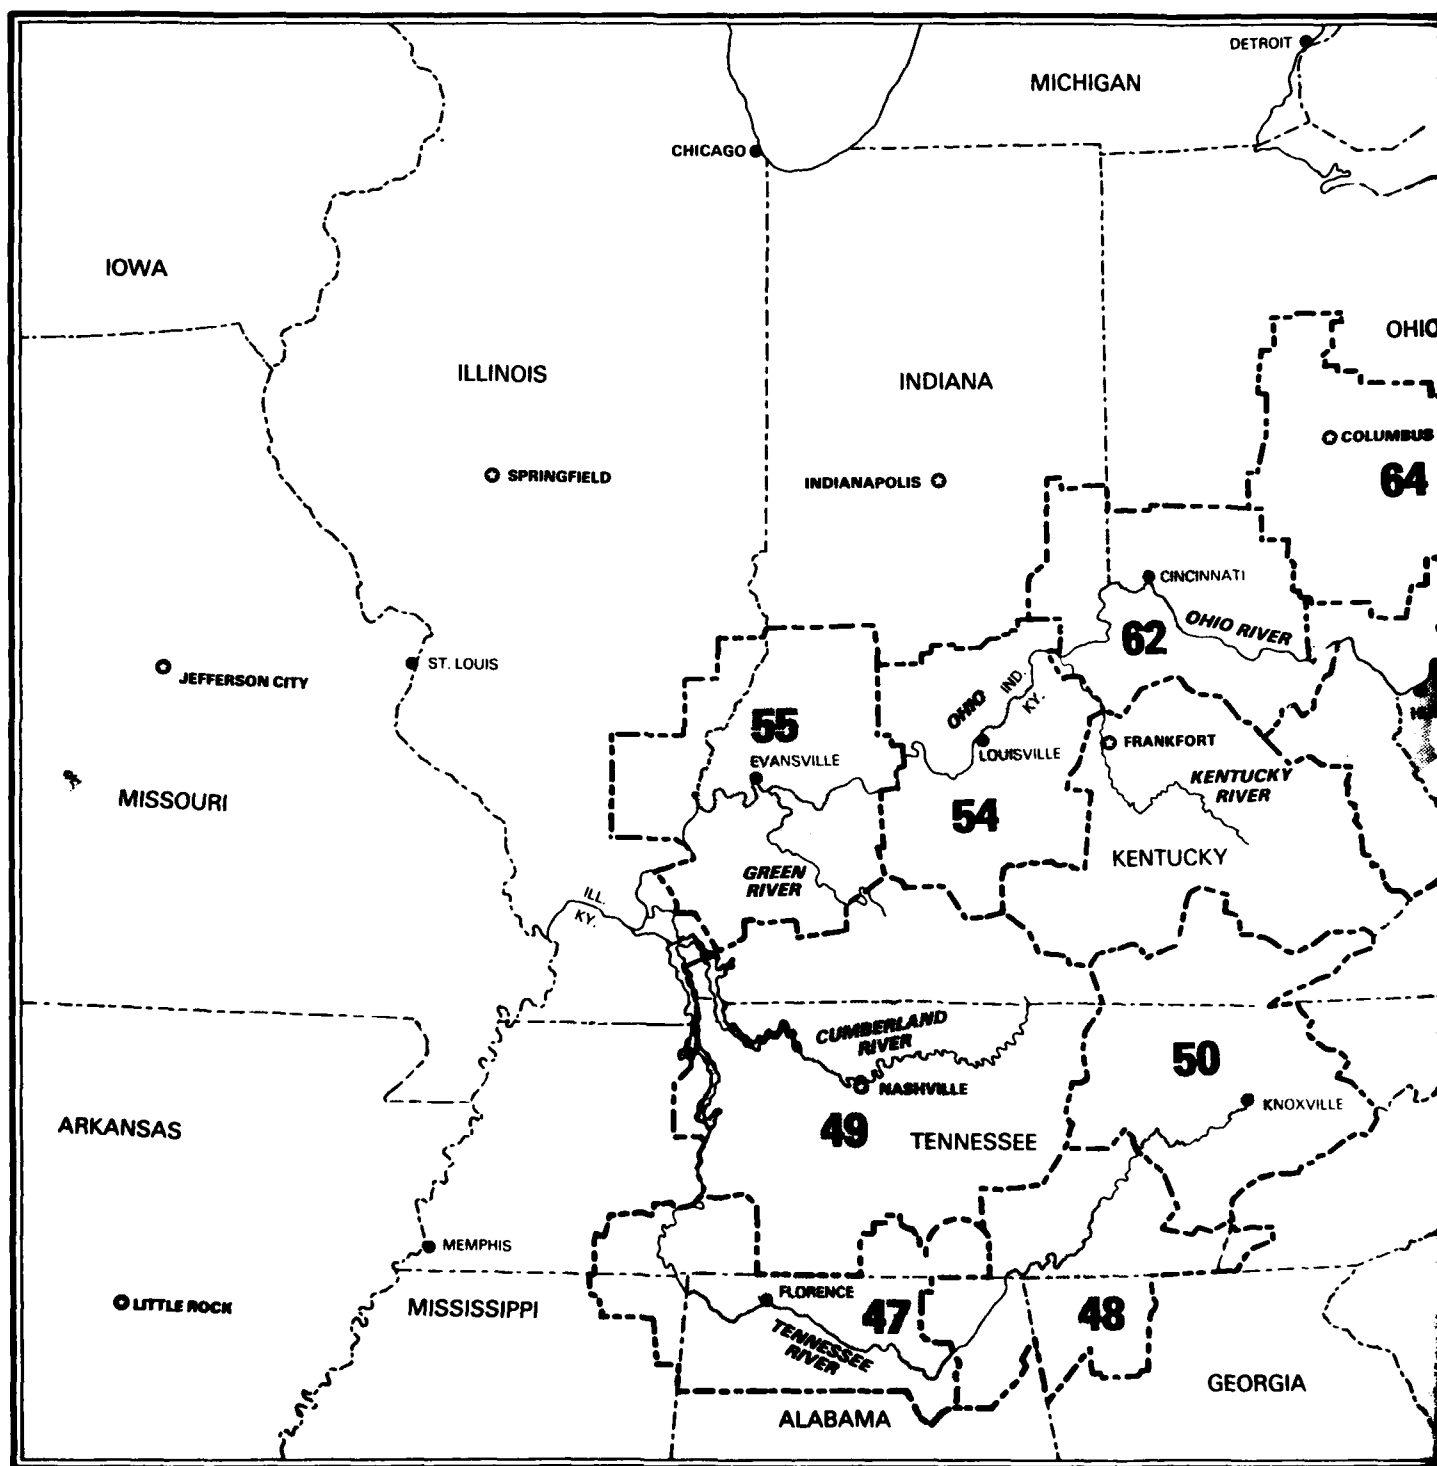 DETROIT
MICHIGAN
CHICAGO
IOWA
OHIO
ILLINOIS
INDIANA
COLUMBUS
SPRINGFIELD
INDIANAPOLIS
64
CINCINNATI
OHIO RIVER
62
ST. LOUIS
JEFFERSON CITY
OHIO
IND.
KY.
55
FRANKFORT
EVANSVILLE
LOUISVILLE
KENTUCKY
RIVER
MISSOURI
54
KENTUCKY
GREEN
RIVER
ILL.
KY.
CUMBERLAND
RIVER
50
NASHVILLE
KNOXVILLE
ARKANSAS
49
TENNESSEE
MEMPHIS
FLORENCE
LITTLE ROCK
MISSISSIPPI
47
48
TENNESSEE
RIVER
GEORGIA
ALABAMA